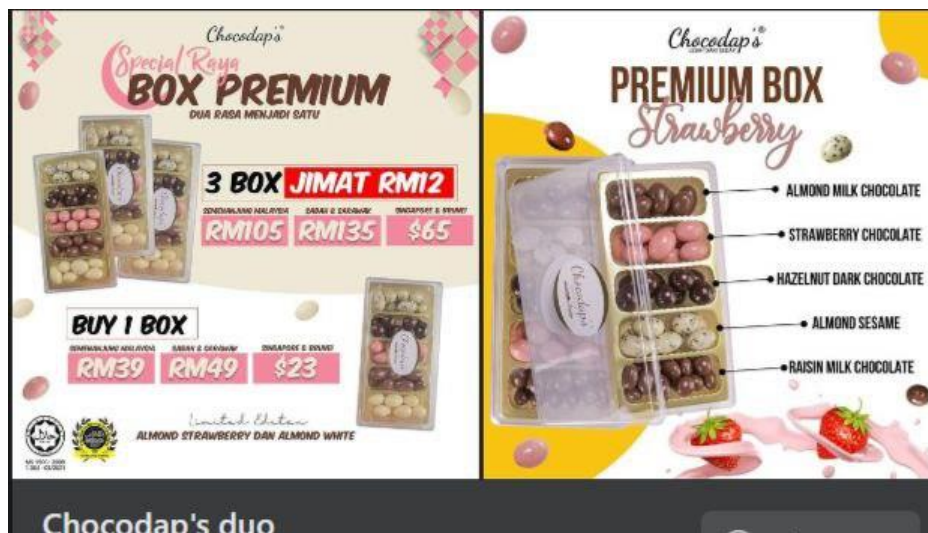 Chocodap's®
Special Raya
BOX PREMIUM
DUA RASA MENJADI SATU
3 BOX JIMAT RM12
SEMENANJUNG MALAYSIA
SABAH & SARAWAK
SINGAPORE & BRUNEI
RM105
RM135
$65
BUY 1 BOX
SEMENANJUNG MALAYSIA
SABAH & SARAWAK
SINGAPORE & BRUNEI
RM39
RM49
$23
Limited Edition
ALMOND STRAWBERRY DAN ALMOND WHITE
Chocodap's®
PREMIUM BOX
Strawberry
ALMOND MILK CHOCOLATE
STRAWBERRY CHOCOLATE
HAZELNUT DARK CHOCOLATE
ALMOND SESAME
RAISIN MILK CHOCOLATE
Chocodap's
Chocodap's duo